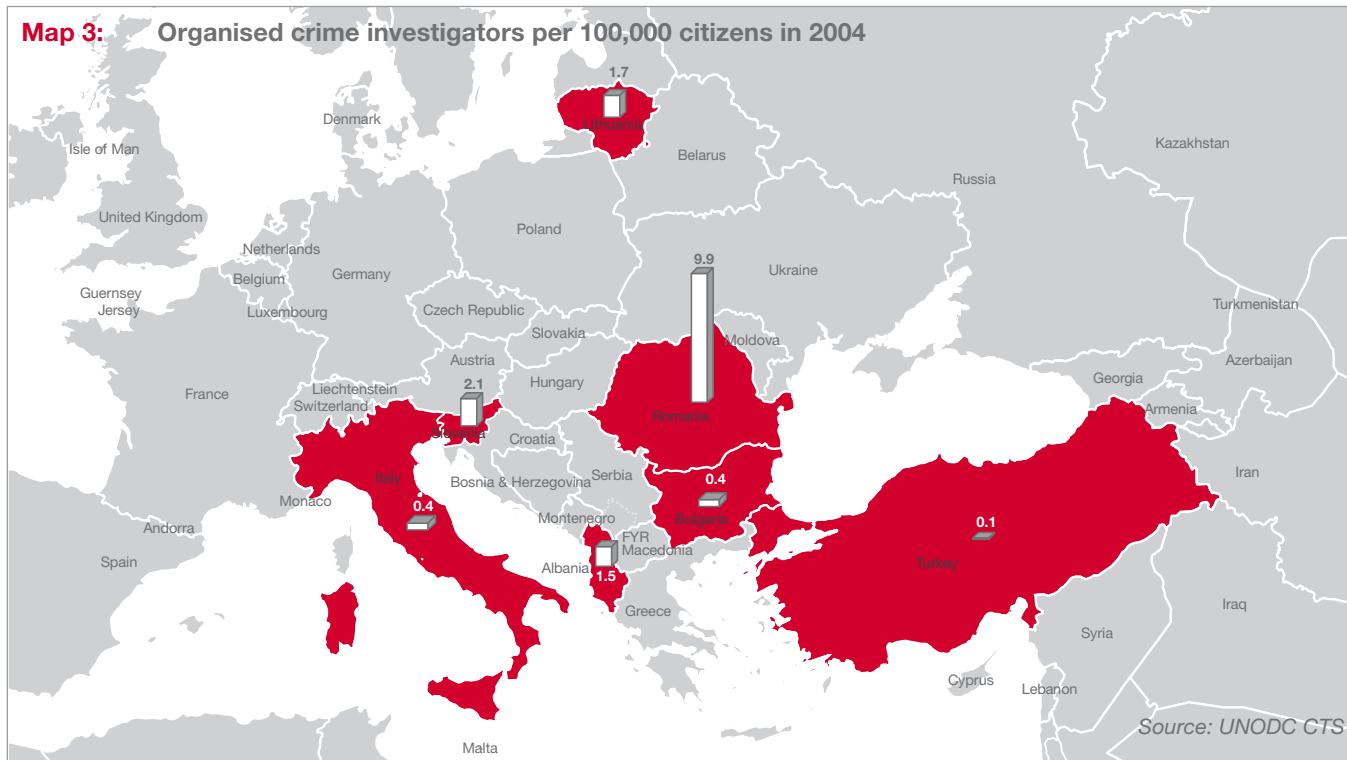 Map 3: Organised crime investigators per 100,000 citizens in 2004
1.7
Denmark
Lithuania
Isle of Man
Kazakhstan
Belarus
Russia
United Kingdom
Poland
Netherlands
9.9
Ukraine
Germany
Belgium
Guernsey
Jersey
Luxembourg
Czech Republic
Turkmenistan
Slovakia
Moldova
Austria
Azerbaijan
Liechtenstein
2.1
Hungary
Georgia
France
Switzerland
Armenia
Romania
Slovenia
Croatia
Iran
Serbia
Italy
Bosnia & Herzegovina
0.4
Monaco
0.4
Montenegro
Bulgaria
0.1
Andorra
FYR
Macedonia
Spain
Albania
Turkey
1.5
Greece
Iraq
Syria
Cyprus
Lebanon
Source: UNODC CTS
Malta